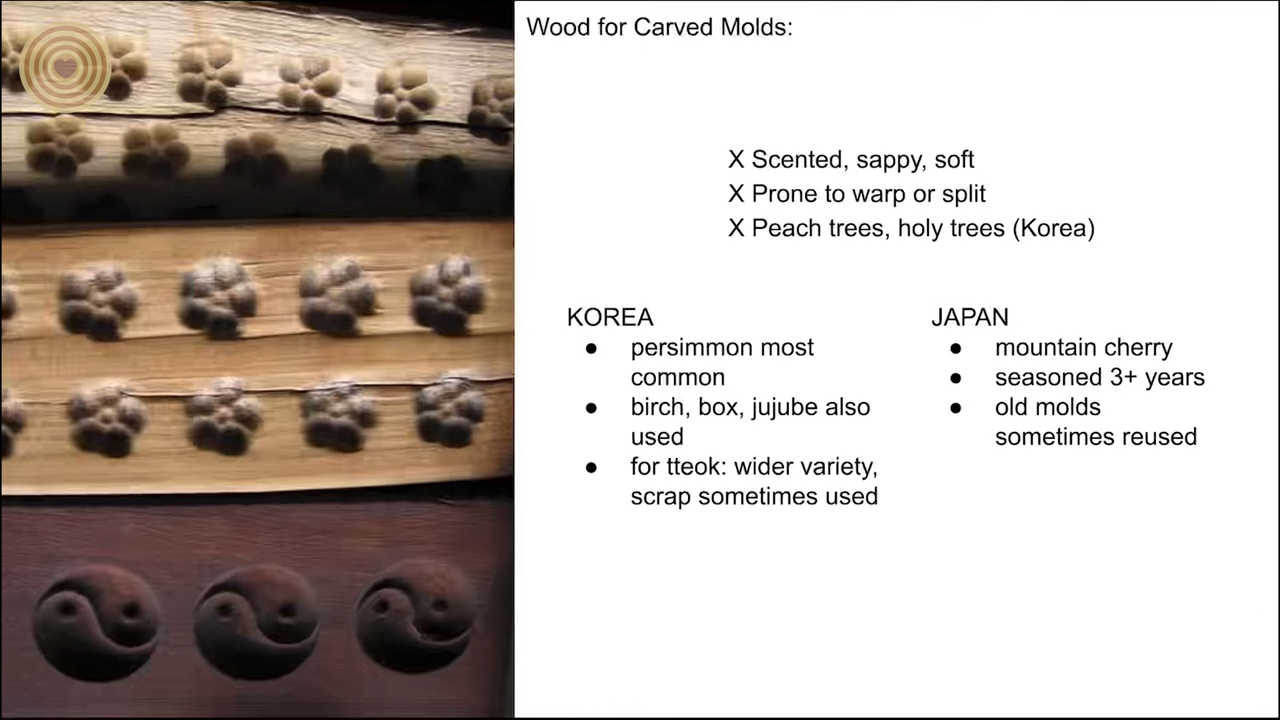 Wood for Carved Molds:
X Scented, sappy, soft
X Prone to warp or split
X Peach trees, holy trees (Korea)
KOREA
● persimmon most
common
● birch, box, jujube also
used
● for tteok: wider variety,
scrap sometimes used
JAPAN
● mountain cherry
● seasoned 3+ years
● old molds
sometimes reused